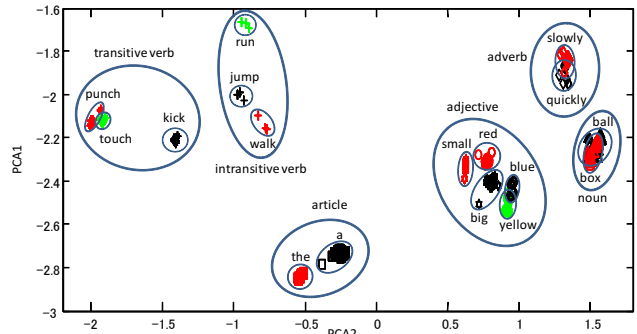 −1.6
slowly
run
transitive verb
adverb
jump
−1.8
punch
quickly
kick
adjective
−2
ball
red
touch
small
walk
blue
−2.2
intransitive verb
box
noun
PCA1
−2.4
article
big
yellow
a
−2.6
the
−2.8
−3
−2
−1.5
−1
−0.5
0
0.5
1
1.5
PCA2